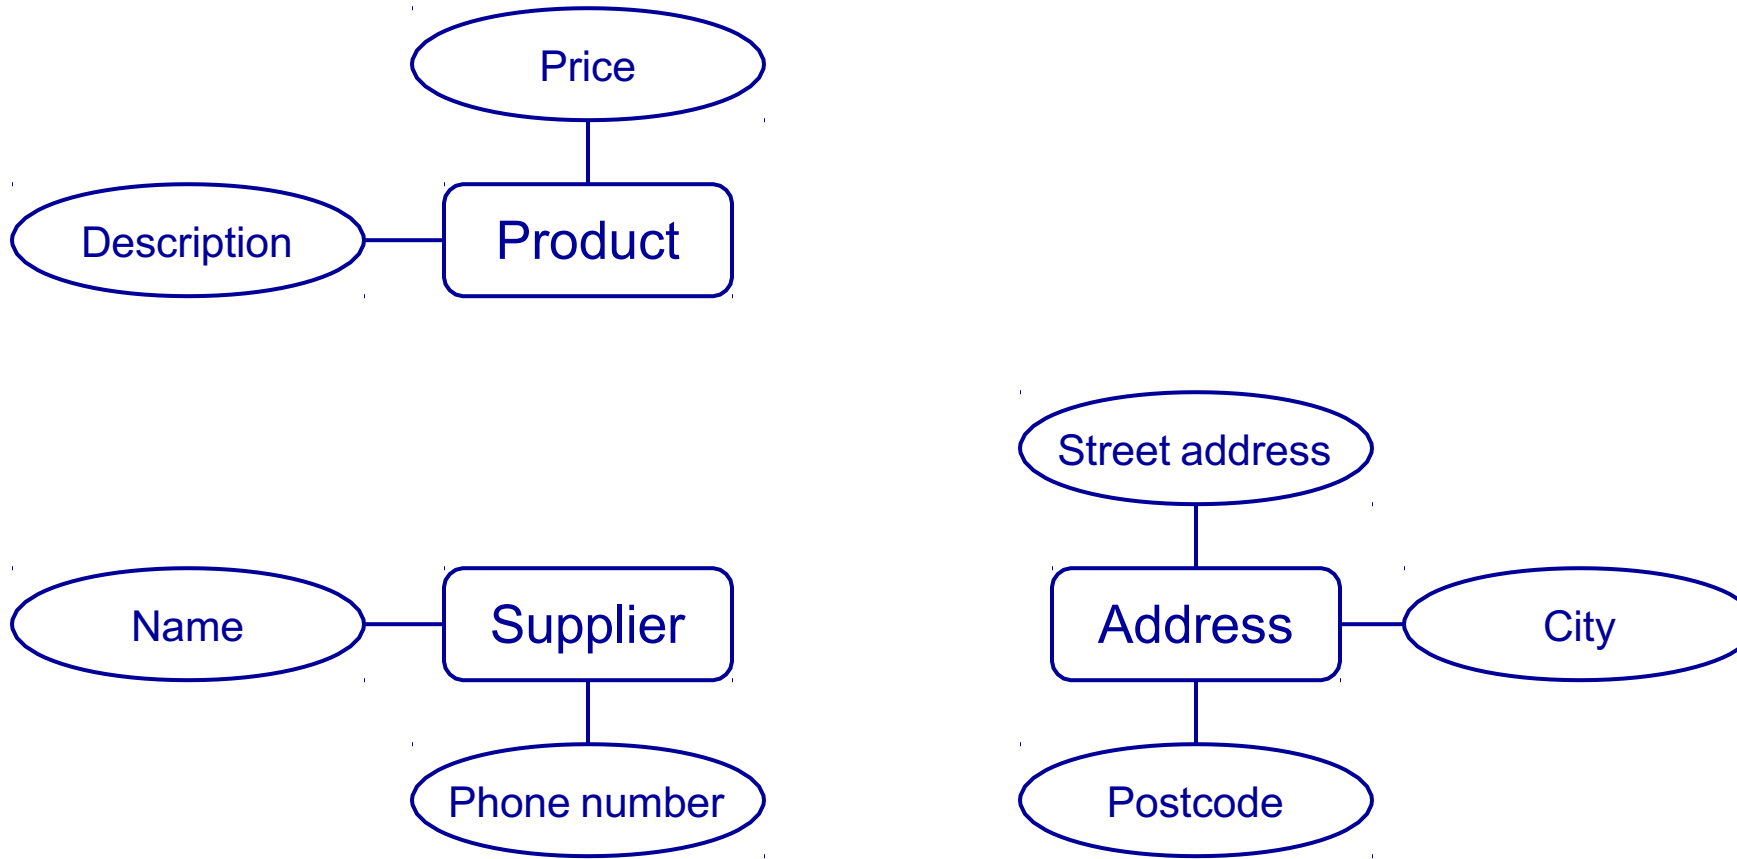 Price
Description
Product
Street address
Name
Supplier
Address
City
Phone number
Postcode